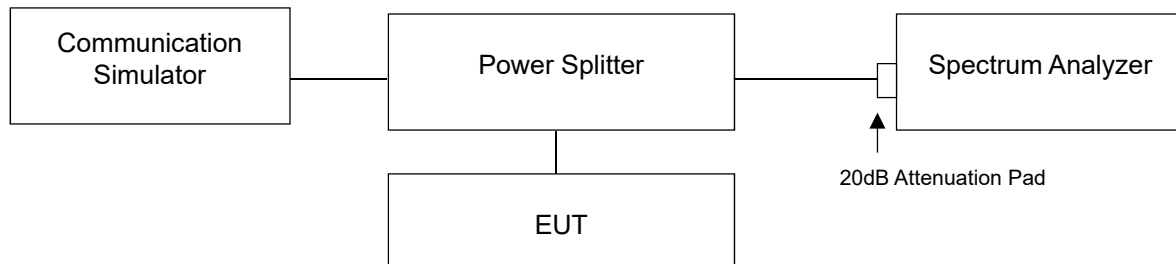 Communication
Simulator
Power Splitter
Spectrum Analyzer
20dB Attenuation Pad
EUT